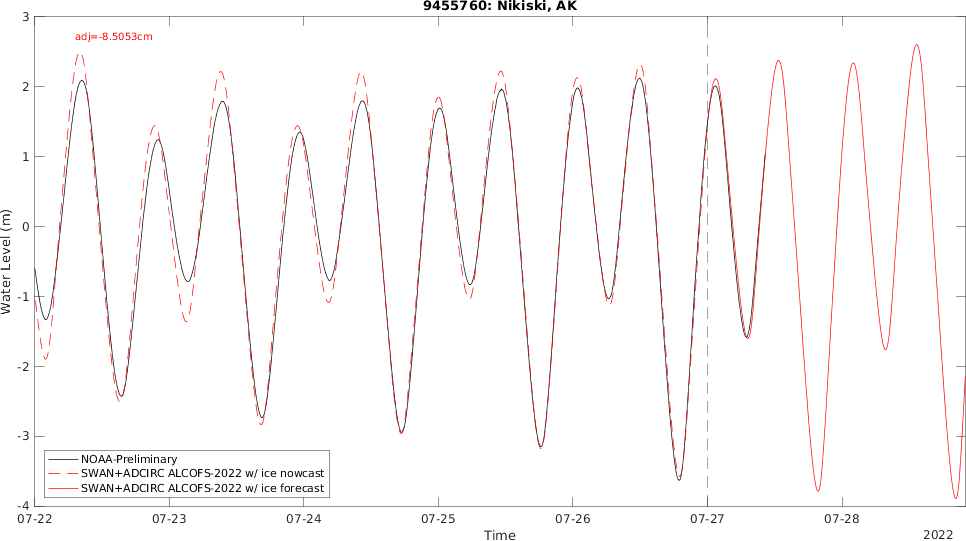 9455760: Nikiski, AK
adj=-8.5053cm
3
2
1
0
-1
-2
-3
-4
Water Level (m)
NOAA-Preliminary
SWAN+ADCIRC ALCOFS-2022 w/ ice nowcast
SWAN+ADCIRC ALCOFS-2022 w/ ice forecast
07-22 07-23 07-24 07-25 07-26 07-27 07-28
Time
2022